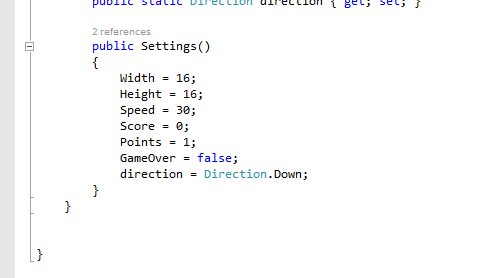 public static Direction direction { get; set; }
2 references
public Settings()
{
Width = 16;
Height = 16;
Speed = 30;
Score = 0;
Points = 1;
GameOver = false;
direction = Direction.Down;
}
}
}